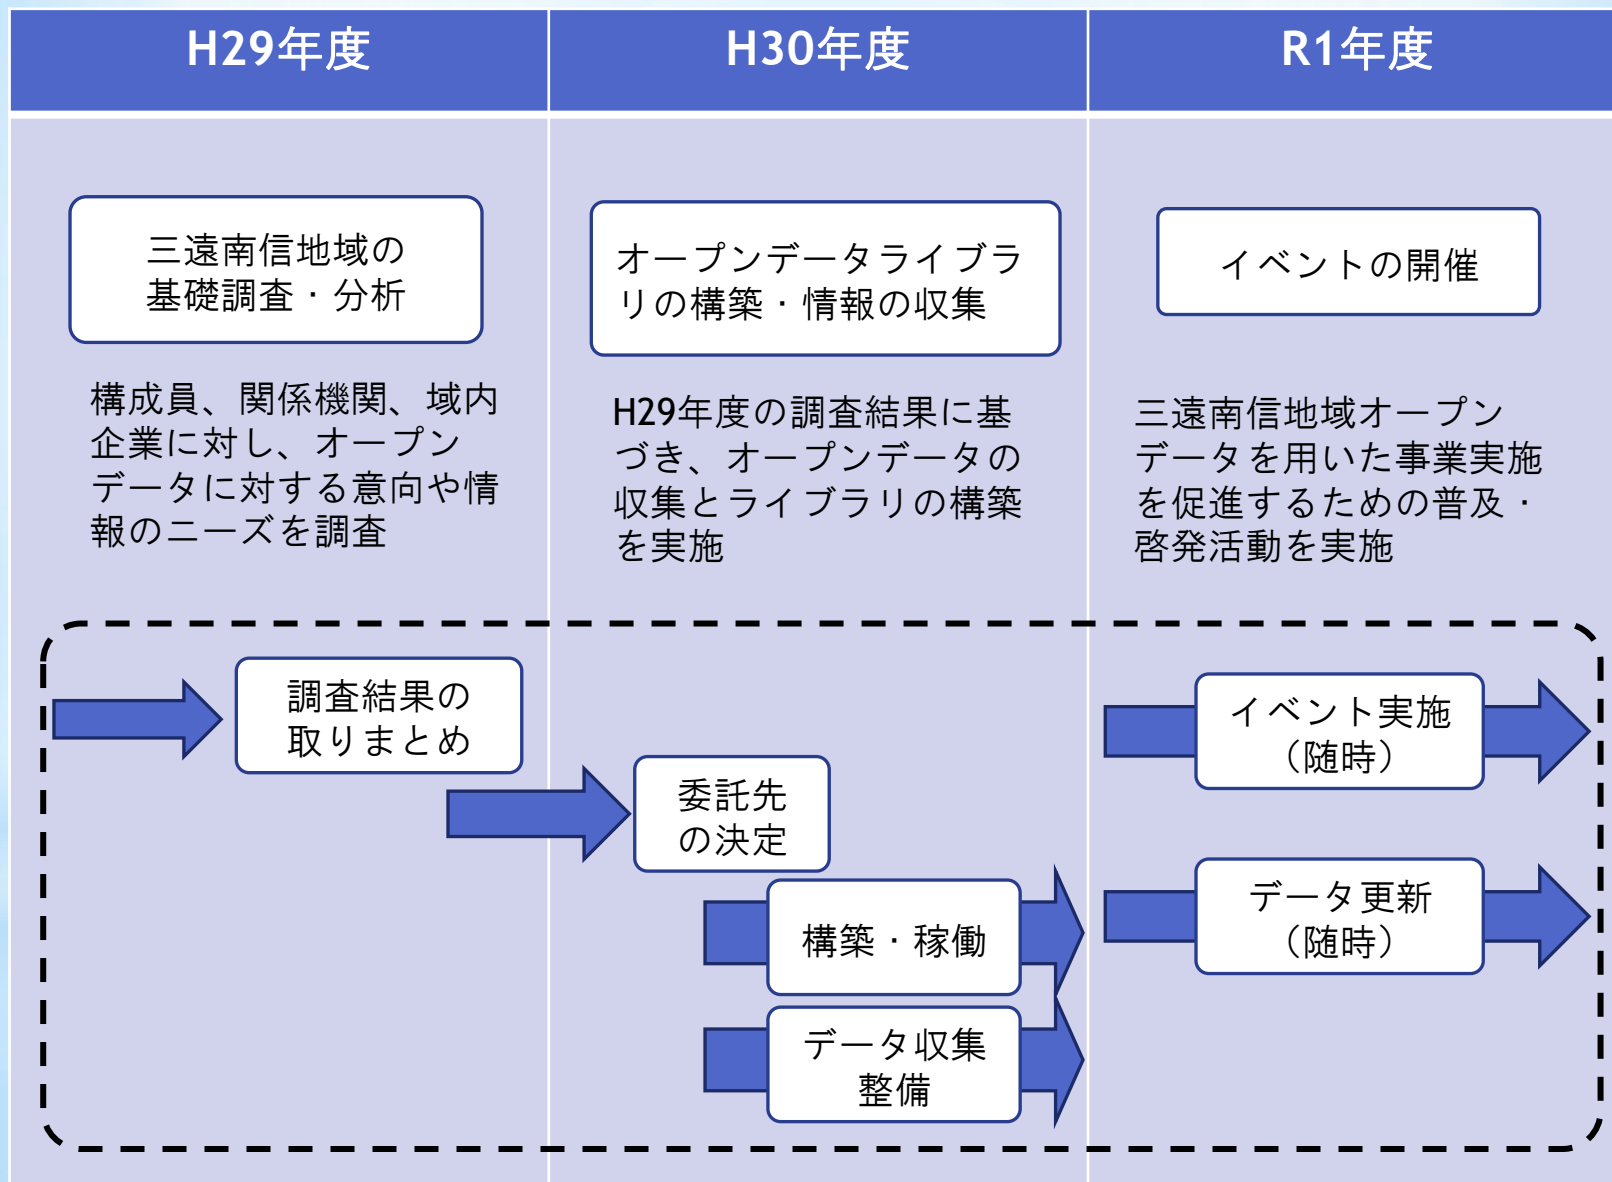 H29年度
H30年度
R1年度
三遠南信地域の
基礎調査・分析
オープンデータライブラ
リの構築・情報の収集
イベントの開催
構成員、関係機関、域内
企業に対し、オープン
データに対する意向や情
報のニーズを調査
H29年度の調査結果に基
づき、オープンデータの
収集とライブラリの構築
を実施
三遠南信地域オープン
データを用いた事業実施
を促進するための普及・
啓発活動を実施
調査結果の
取りまとめ
委託先
の決定
構築・稼働
データ収集
整備
イベント実施
（随時）
データ更新
（随時）